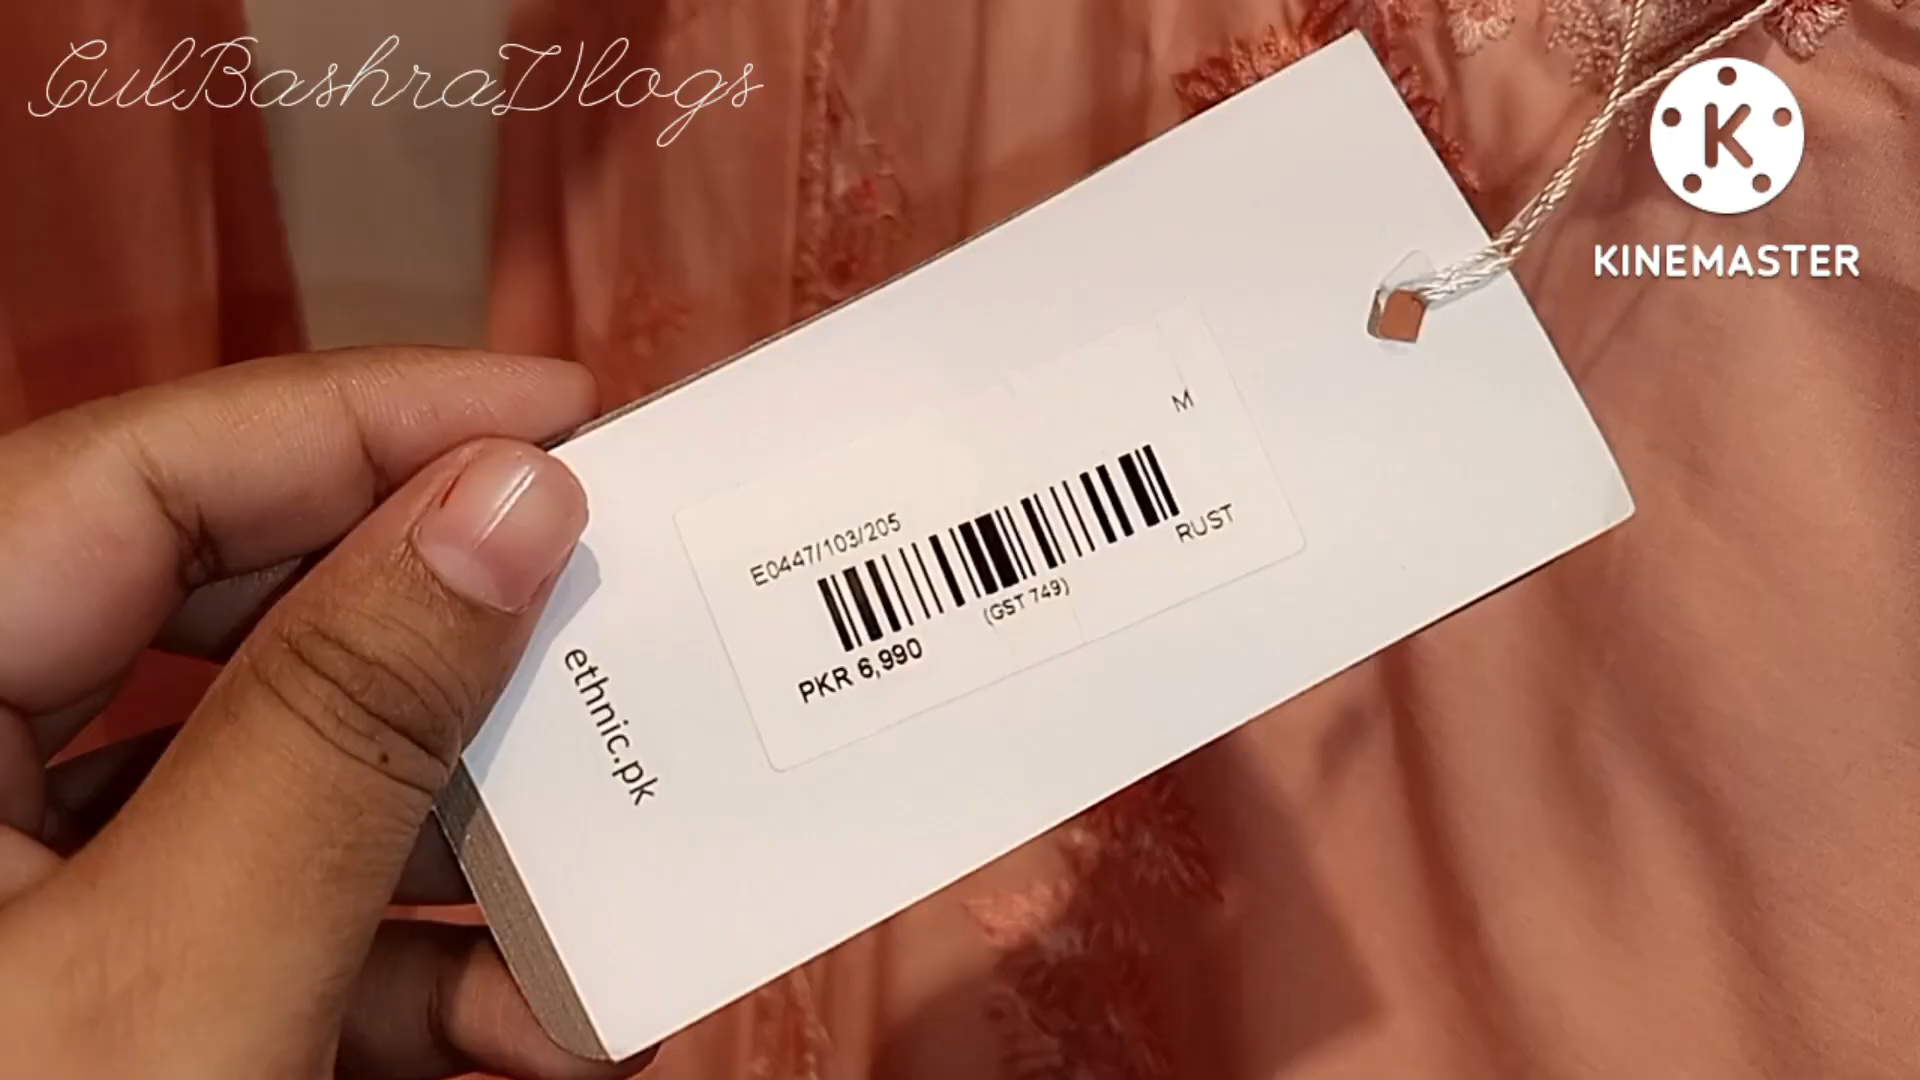 GulBashraVlogs
K
KINEMASTER
M
E0447/103/205
RUST
(GST 749)
PKR 6,990
ethnic.pk